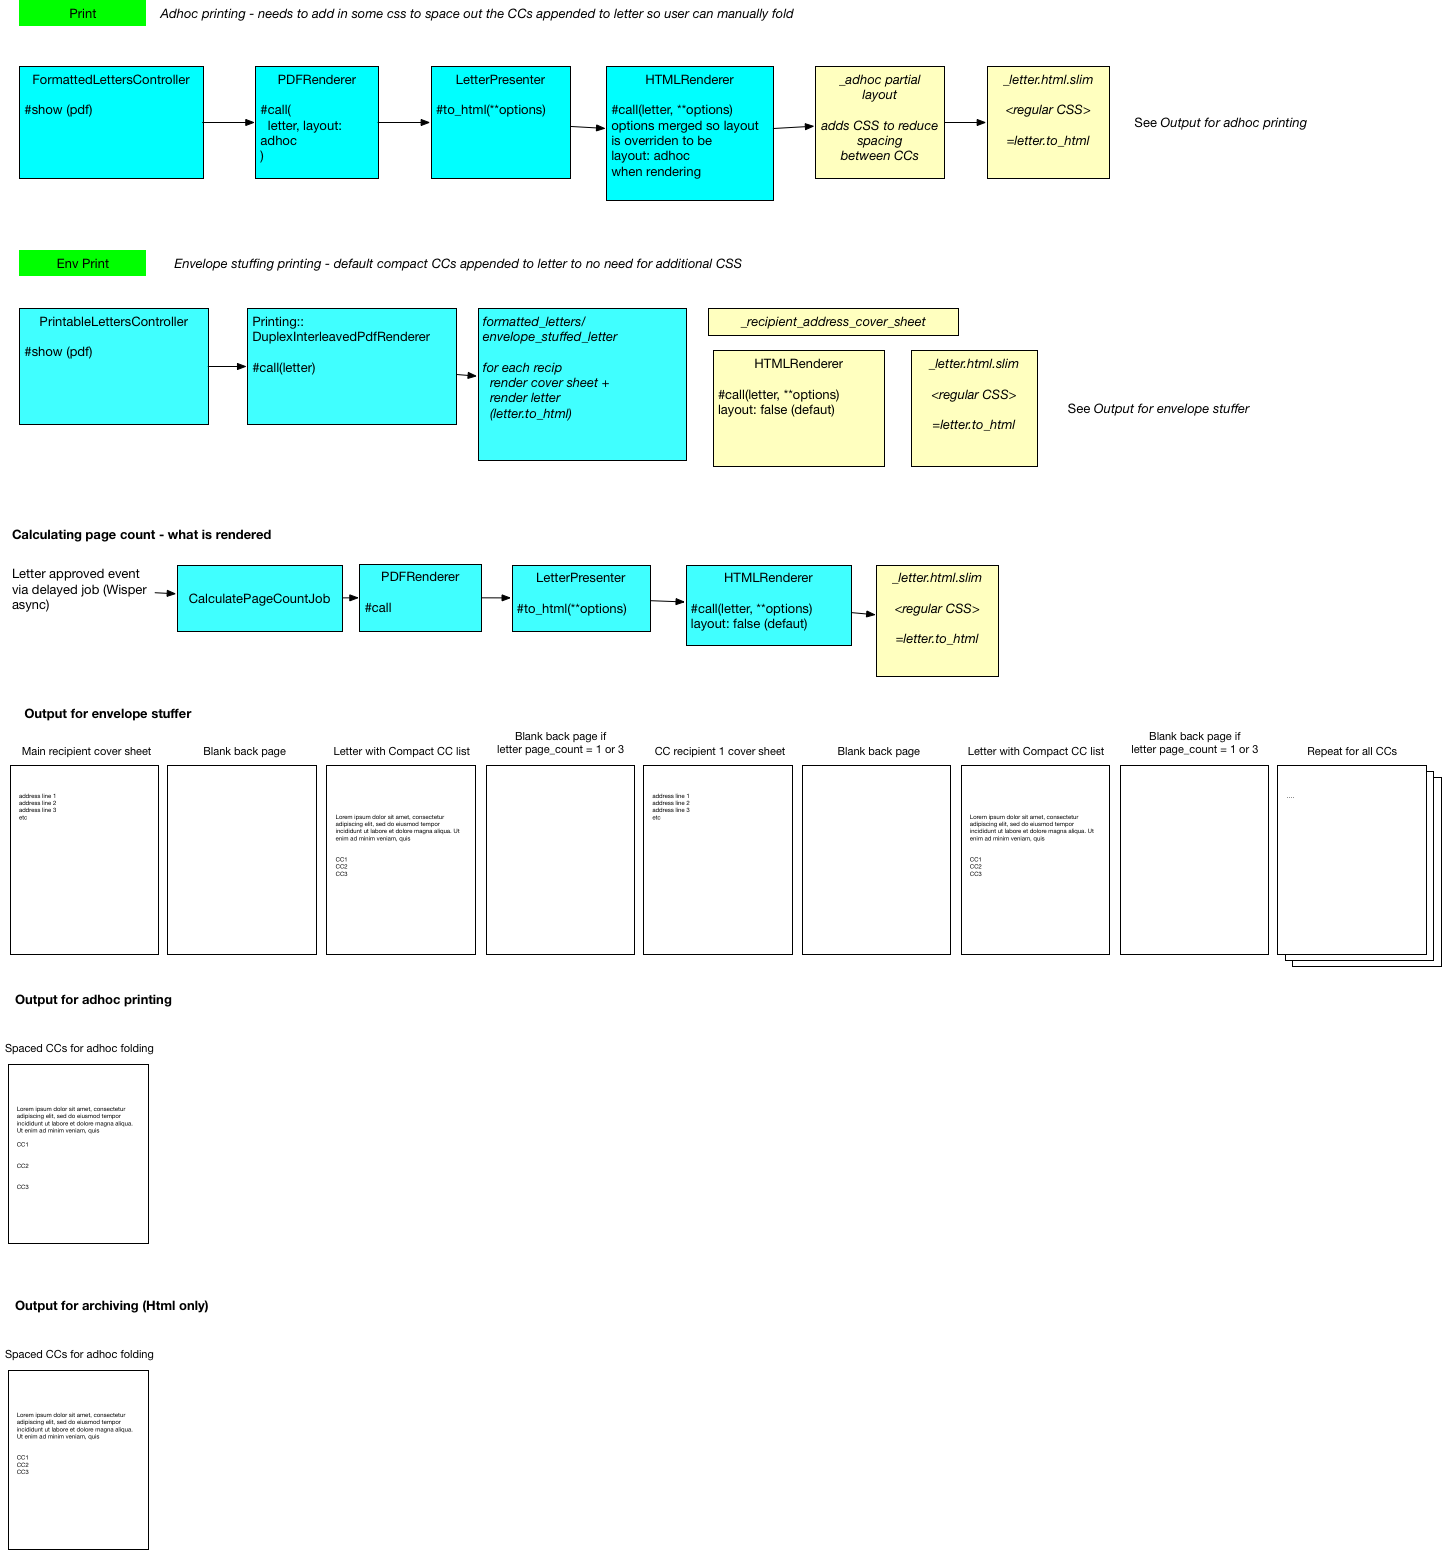 Print
Adhoc printing - needs to add in some css to space out the CCs appended to letter so user can manually fold
FormattedLettersController
#show (pdf)
PDFRenderer
#call(
letter, layout:
adhoc
)
LetterPresenter
#to_html(**options)
HTMLRenderer
#call(letter, **options)
options merged so layout
is overriden to be
layout: adhoc
when rendering
_adhoc partial
layout
adds CSS to reduce
spacing
between CCs
_letter.html.slim
<regular CSS>
=letter.to_html
See Output for adhoc printing
Env Print
Envelope stuffing printing - default compact CCs appended to letter to no need for additional CSS
PrintableLettersController
#show (pdf)
Printing::
DuplexInterleavedPdfRenderer
#call(letter)
formatted_letters/
envelope_stuffed_letter
for each recip
render cover sheet +
render letter
(letter.to_html)
_recipient_address_cover_sheet
HTMLRenderer
#call(letter, **options)
layout: false (defaut)
_letter.html.slim
<regular CSS>
=letter.to_html
See Output for envelope stuffer
Calculating page count - what is rendered
Letter approved event
via delayed job (Wisper
async)
CalculatePageCountJob
PDFRenderer
#call
LetterPresenter
#to_html(**options)
HTMLRenderer
#call(letter, **options)
layout: false (defaut)
_letter.html.slim
<regular CSS>
=letter.to_html
Output for envelope stuffer
Main recipient cover sheet
Blank back page
Letter with Compact CC list
Blank back page if
letter page_count = 1 or 3
CC recipient 1 cover sheet
Blank back page
Letter with Compact CC list
Blank back page if
letter page_count = 1 or 3
Repeat for all CCs
address line 1
address line 2
address line 3
etc
Lorem ipsum dolor sit amet, consectetur
adipiscing elit, sed do eiusmod tempor
incididunt ut labore et dolore magna aliqua. Ut
enim ad minim veniam, quis
CC1
CC2
CC3
address line 1
address line 2
address line 3
etc
Lorem ipsum dolor sit amet, consectetur
adipiscing elit, sed do eiusmod tempor
incididunt ut labore et dolore magna aliqua. Ut
enim ad minim veniam, quis
CC1
CC2
CC3
....
Output for adhoc printing
Spaced CCs for adhoc folding
Lorem ipsum dolor sit amet, consectetur
adipiscing elit, sed do eiusmod tempor
incididunt ut labore et dolore magna aliqua.
Ut enim ad minim veniam, quis
CC1
CC2
CC3
Output for archiving (Html only)
Spaced CCs for adhoc folding
Lorem ipsum dolor sit amet, consectetur
adipiscing elit, sed do eiusmod tempor
incididunt ut labore et dolore magna aliqua.
Ut enim ad minim veniam, quis
CC1
CC2
CC3